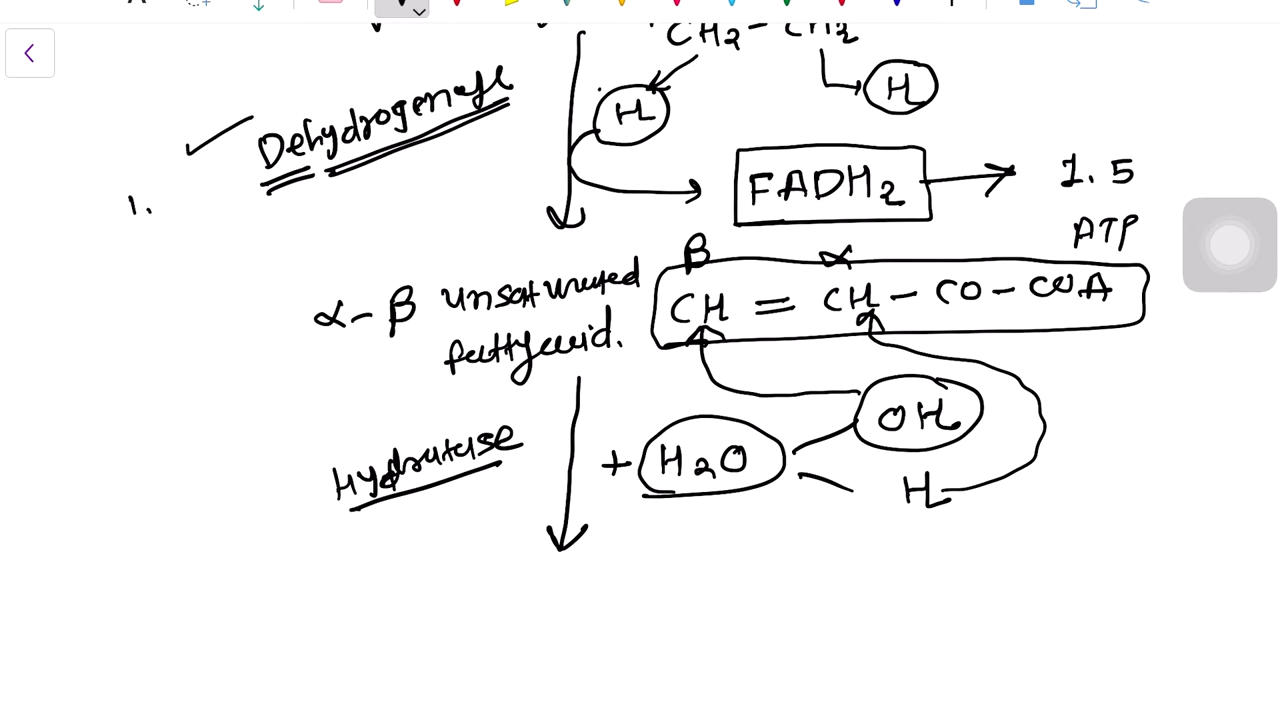 CH2 - CH2
H
H
Dehydrogenase
FADH2 → 1.5
ATP
1.
β α
α-β unsaturated
fattyacid.
CH = CH - CO - COA
OH
Hydratase
+ H2O
H